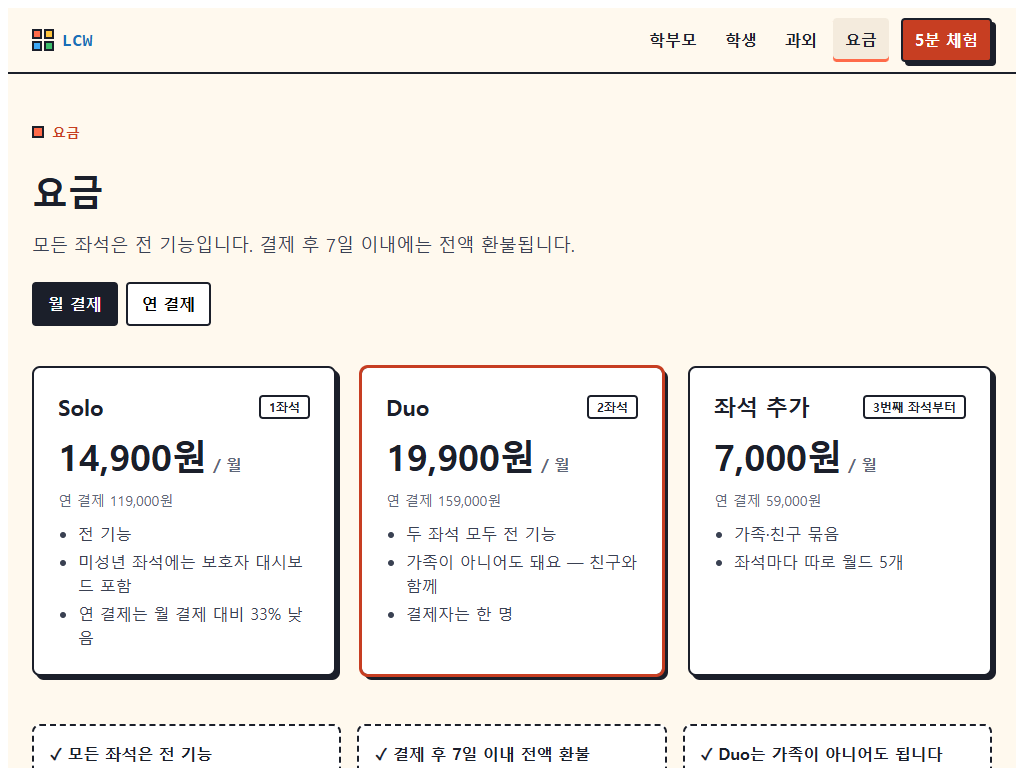 LCW
학부모
학생
과외
요금
5분 체험
요금
요금
모든 좌석은 전 기능입니다. 결제 후 7일 이내에는 전액 환불됩니다.
월 결제
연 결제
Solo
1좌석
14,900원 / 월
연 결제 119,000원
• 전 기능
• 미성년 좌석에는 보호자 대시보
드 포함
• 연 결제는 월 결제 대비 33% 낮
음
Duo
2좌석
19,900원 / 월
연 결제 159,000원
• 두 좌석 모두 전 기능
• 가족이 아니어도 돼요 — 친구와
함께
• 결제자는 한 명
좌석 추가
3번째 좌석부터
7,000원 / 월
연 결제 59,000원
• 가족·친구 묶음
• 좌석마다 따로 월드 5개
✓ 모든 좌석은 전 기능
✓ 결제 후 7일 이내 전액 환불
✓ Duo는 가족이 아니어도 됩니다